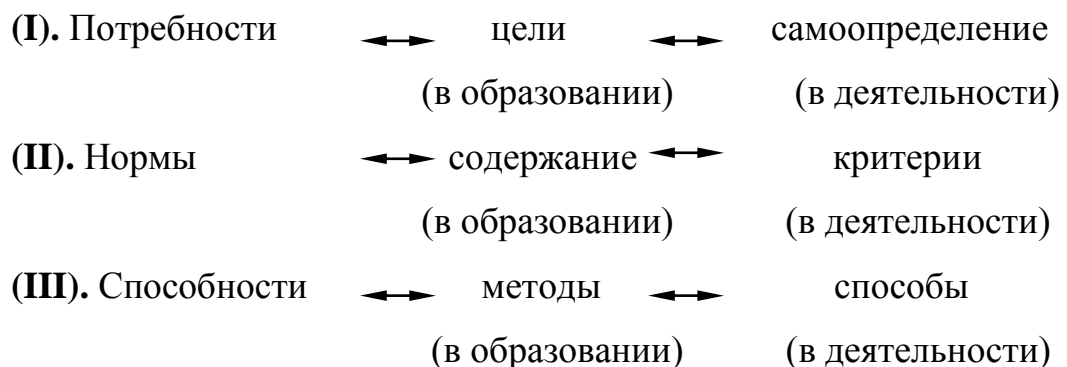 (I). Потребности ↔ цели ↔ самоопределение
(в образовании) (в деятельности)
(II). Нормы ↔ содержание ↔ критерии
(в образовании) (в деятельности)
(III). Способности ↔ методы ↔ способы
(в образовании) (в деятельности)